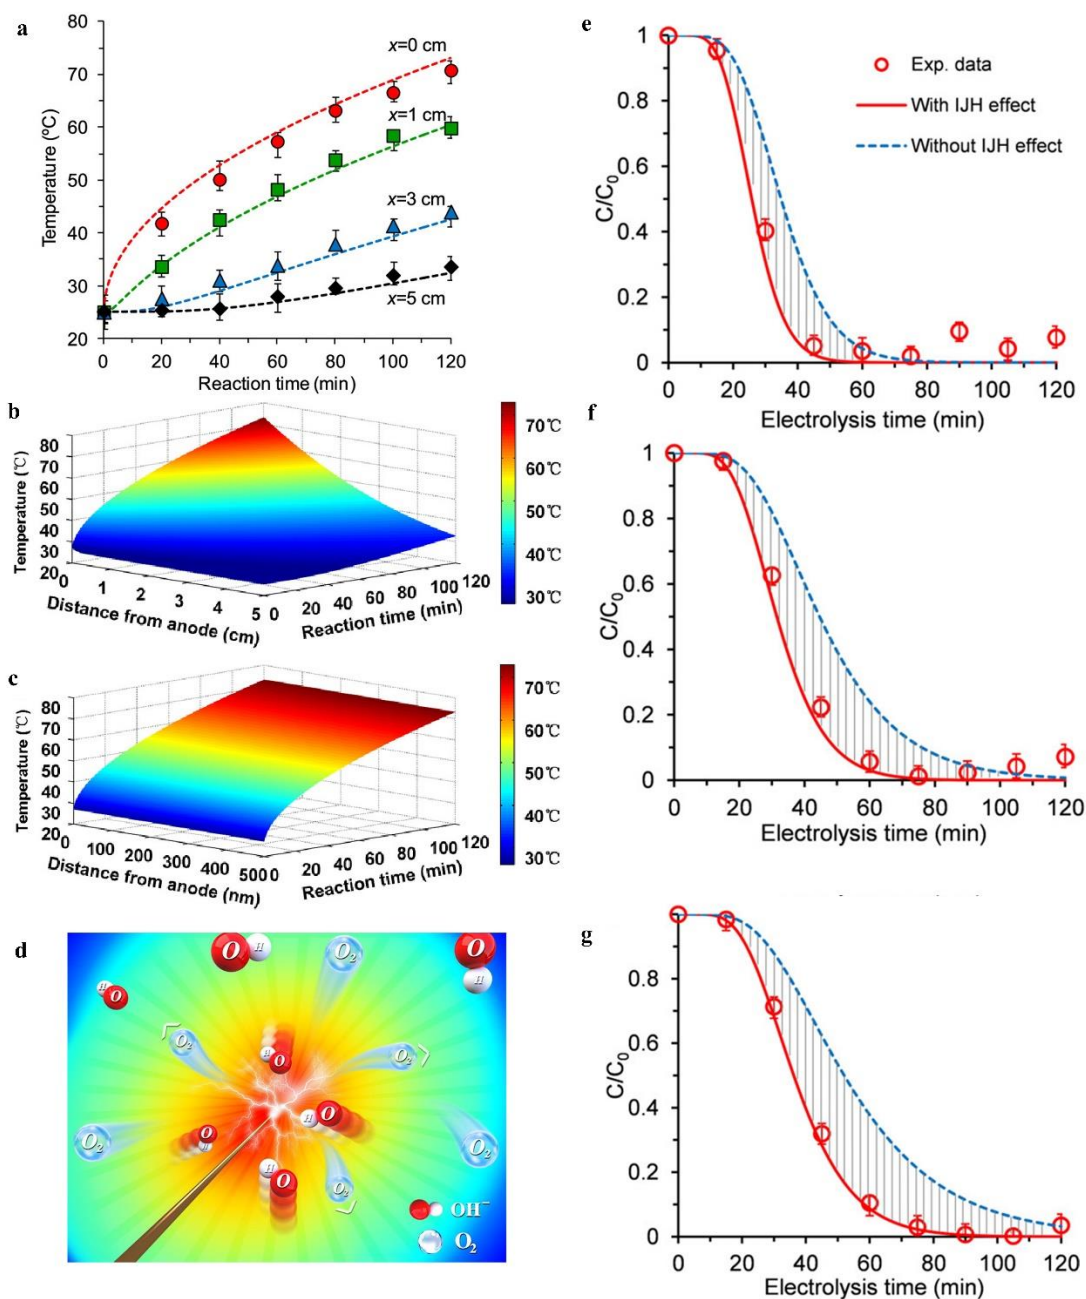 a
80
70
60
50
40
30
20
Temperature (ºC)
x=0 cm
x=1 cm
x=3 cm
x=5 cm
0 20 40 60 80 100 120
Reaction time (min)
b
80
70
60
50
40
30
20
Temperature (℃)
0 1 2 3 4 5
Distance from anode (cm)
0 20 40 60 80 100 120
Reaction time (min)
70℃
60℃
50℃
40℃
30℃
c
80
70
60
50
40
30
20
Temperature (℃)
0 100 200 300 400 500
Distance from anode (nm)
0 20 40 60 80 100 120
Reaction time (min)
70℃
60℃
50℃
40℃
30℃
d
O H
O2
O
H
H O
O2
H O
O2
H O
O2
O H
O2
H O
O2
OH⁻
O2
e
1
0.8
0.6
0.4
0.2
0
C/C0
Exp. data
With IJH effect
Without IJH effect
0 20 40 60 80 100 120
Electrolysis time (min)
f
1
0.8
0.6
0.4
0.2
0
C/C0
0 20 40 60 80 100 120
Electrolysis time (min)
g
1
0.8
0.6
0.4
0.2
0
C/C0
0 20 40 60 80 100 120
Electrolysis time (min)